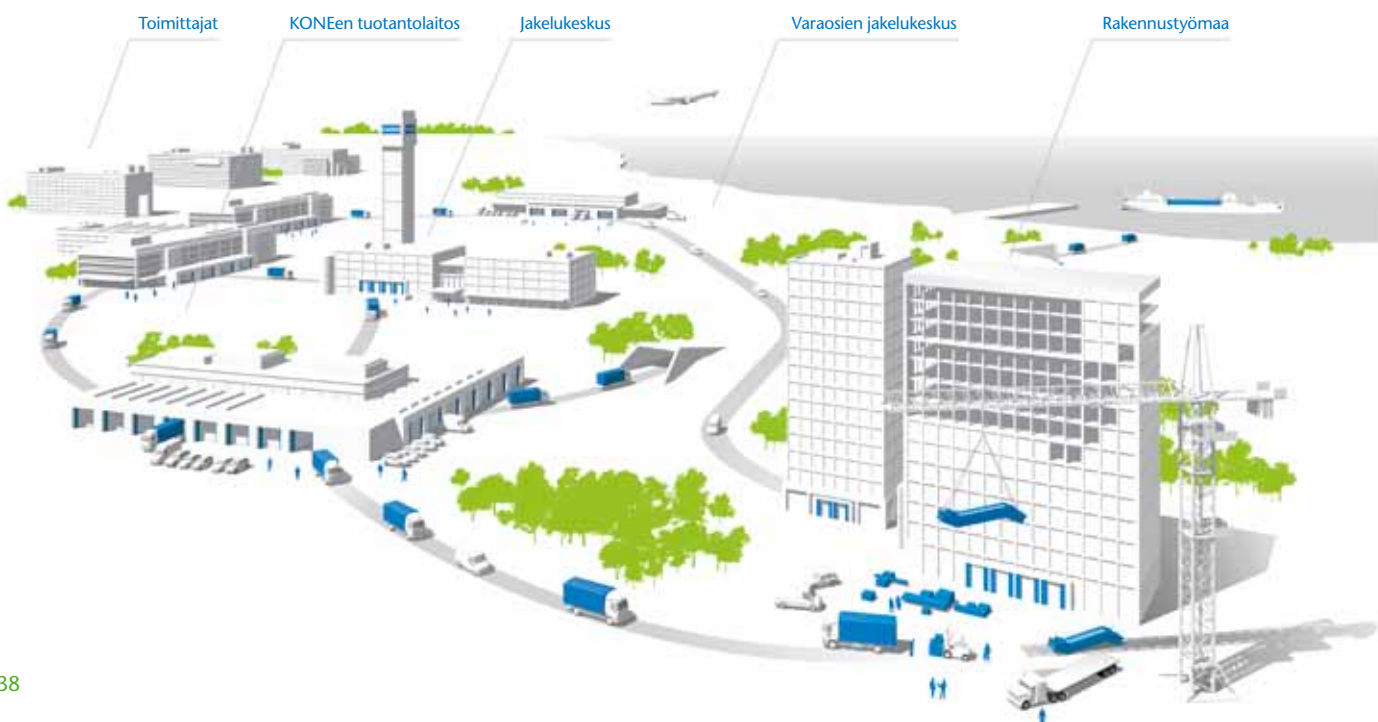 Toimittajat
KONEen tuotantolaitos
Jakelukeskus
Varaosien jakelukeskus
Rakennustyömaa
38